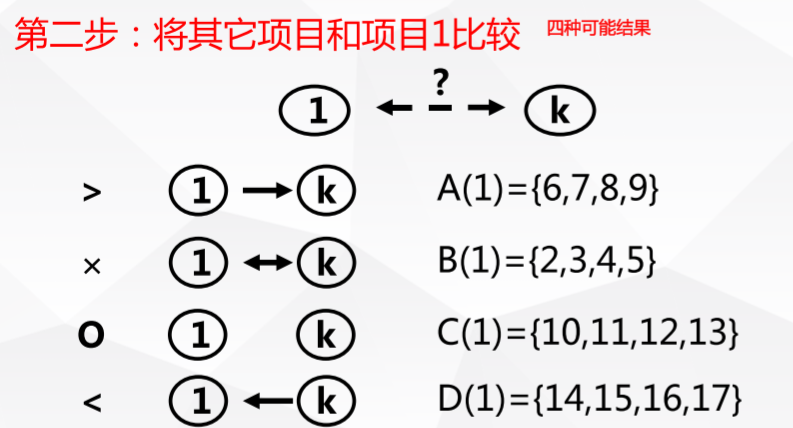 第二步：将其它项目和项目1比较 四种可能结果
?
1 k
> 1 k A(1)={6,7,8,9}
× 1 k B(1)={2,3,4,5}
O 1 k C(1)={10,11,12,13}
< 1 k D(1)={14,15,16,17}